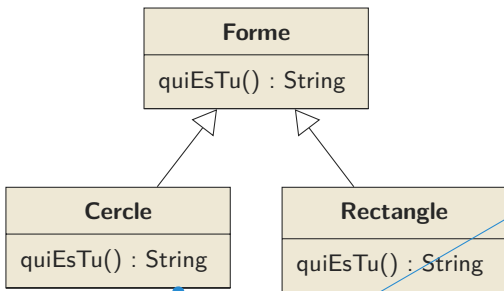 Forme
quiEsTu() : String
Cercle
quiEsTu() : String
Rectangle
quiEsTu() : String